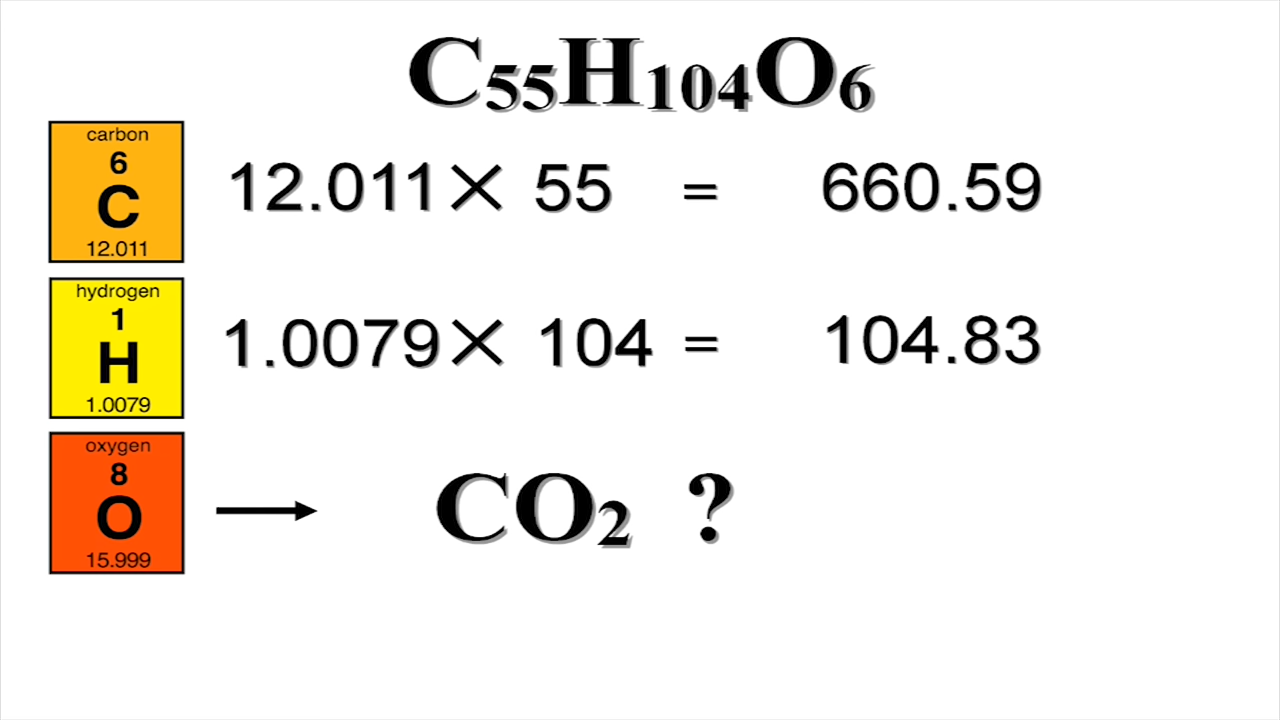 C₅₅H₁₀₄O₆
carbon
6
C
12.011
12.011× 55 = 660.59
hydrogen
1
H
1.0079
1.0079× 104 = 104.83
oxygen
8
O
15.999
→ CO₂ ?